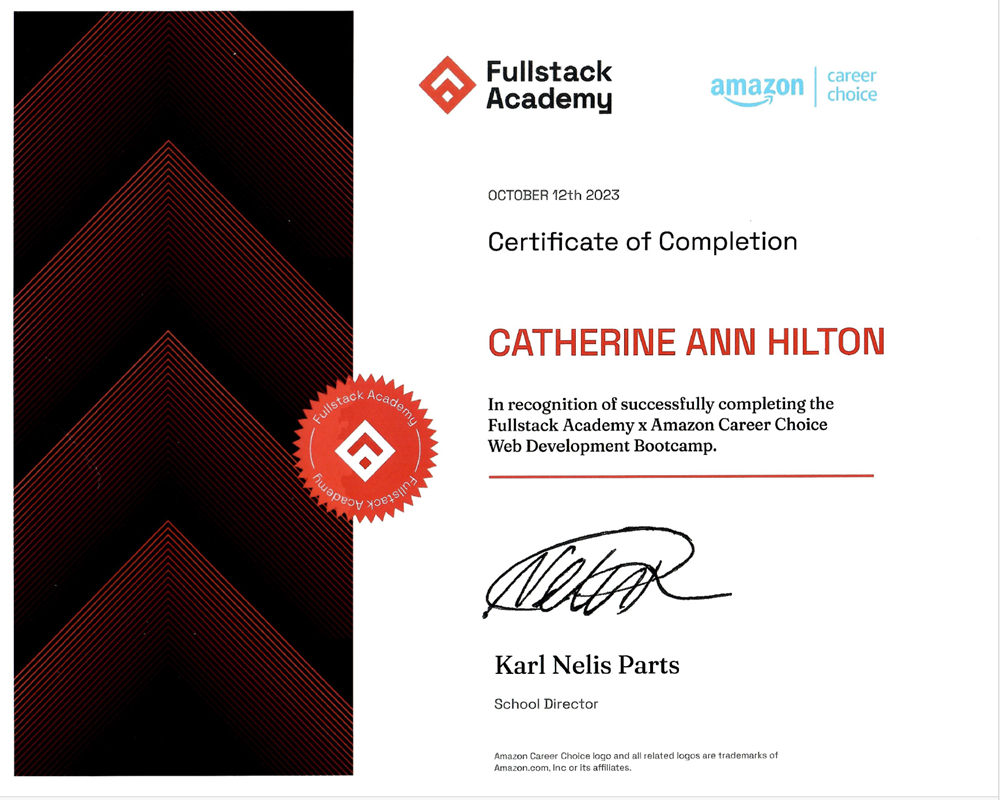 Fullstack
Academy
amazon
career
choice
OCTOBER 12th 2023
Certificate of Completion
CATHERINE ANN HILTON
In recognition of successfully completing the
Fullstack Academy x Amazon Career Choice
Web Development Bootcamp.
Fullstack Academy
Fullstack Academy
Karl Nelis Parts
School Director
Amazon Career Choice logo and all related logos are trademarks of
Amazon.com, Inc or its affiliates.